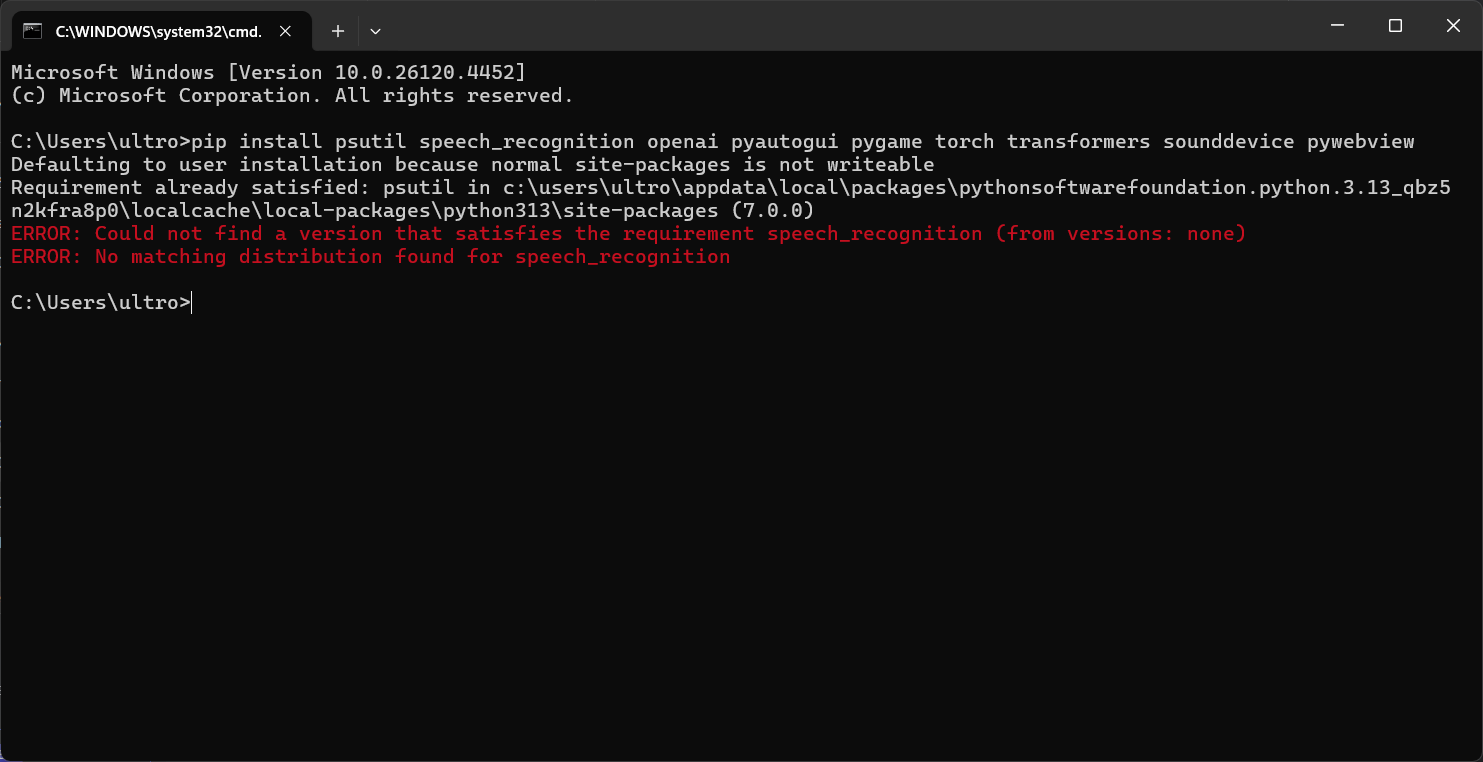 C:\WINDOWS\system32\cmd.
Microsoft Windows [Version 10.0.26120.4452]
(c) Microsoft Corporation. All rights reserved.
C:\Users\ultro>pip install psutil speech_recognition openai pyautogui pygame torch transformers sounddevice pywebview
Defaulting to user installation because normal site-packages is not writeable
Requirement already satisfied: psutil in c:\users\ultro\appdata\local\packages\pythonsoftwarefoundation.python.3.13_qbz5
n2kfra8p0\localcache\local-packages\python313\site-packages (7.0.0)
ERROR: Could not find a version that satisfies the requirement speech_recognition (from versions: none)
ERROR: No matching distribution found for speech_recognition
C:\Users\ultro>